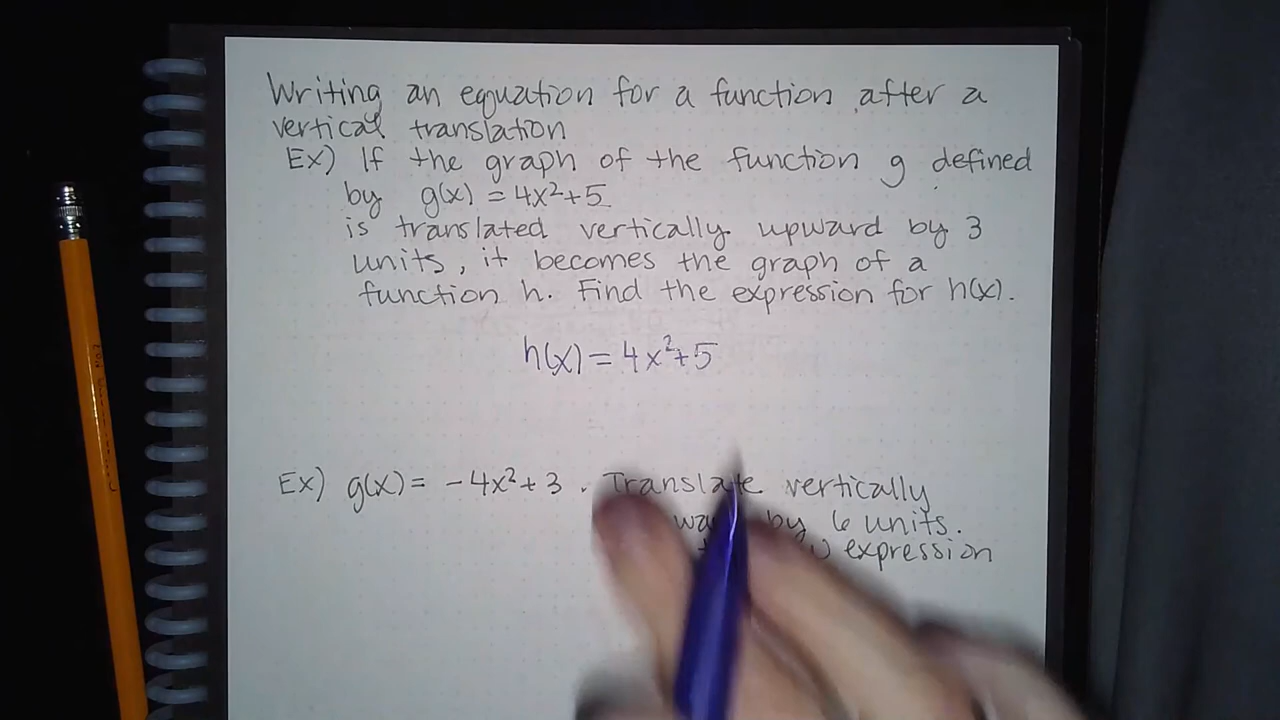 Writing an equation for a function after a
vertical translation
Ex) If the graph of the function g defined
by g(x) = 4x²+5
is translated vertically upward by 3
units, it becomes the graph of a
function h. Find the expression for h(x).
h(x) = 4x²+5
Ex) g(x) = -4x²+3. Translate vertically
by 6 units.
expression